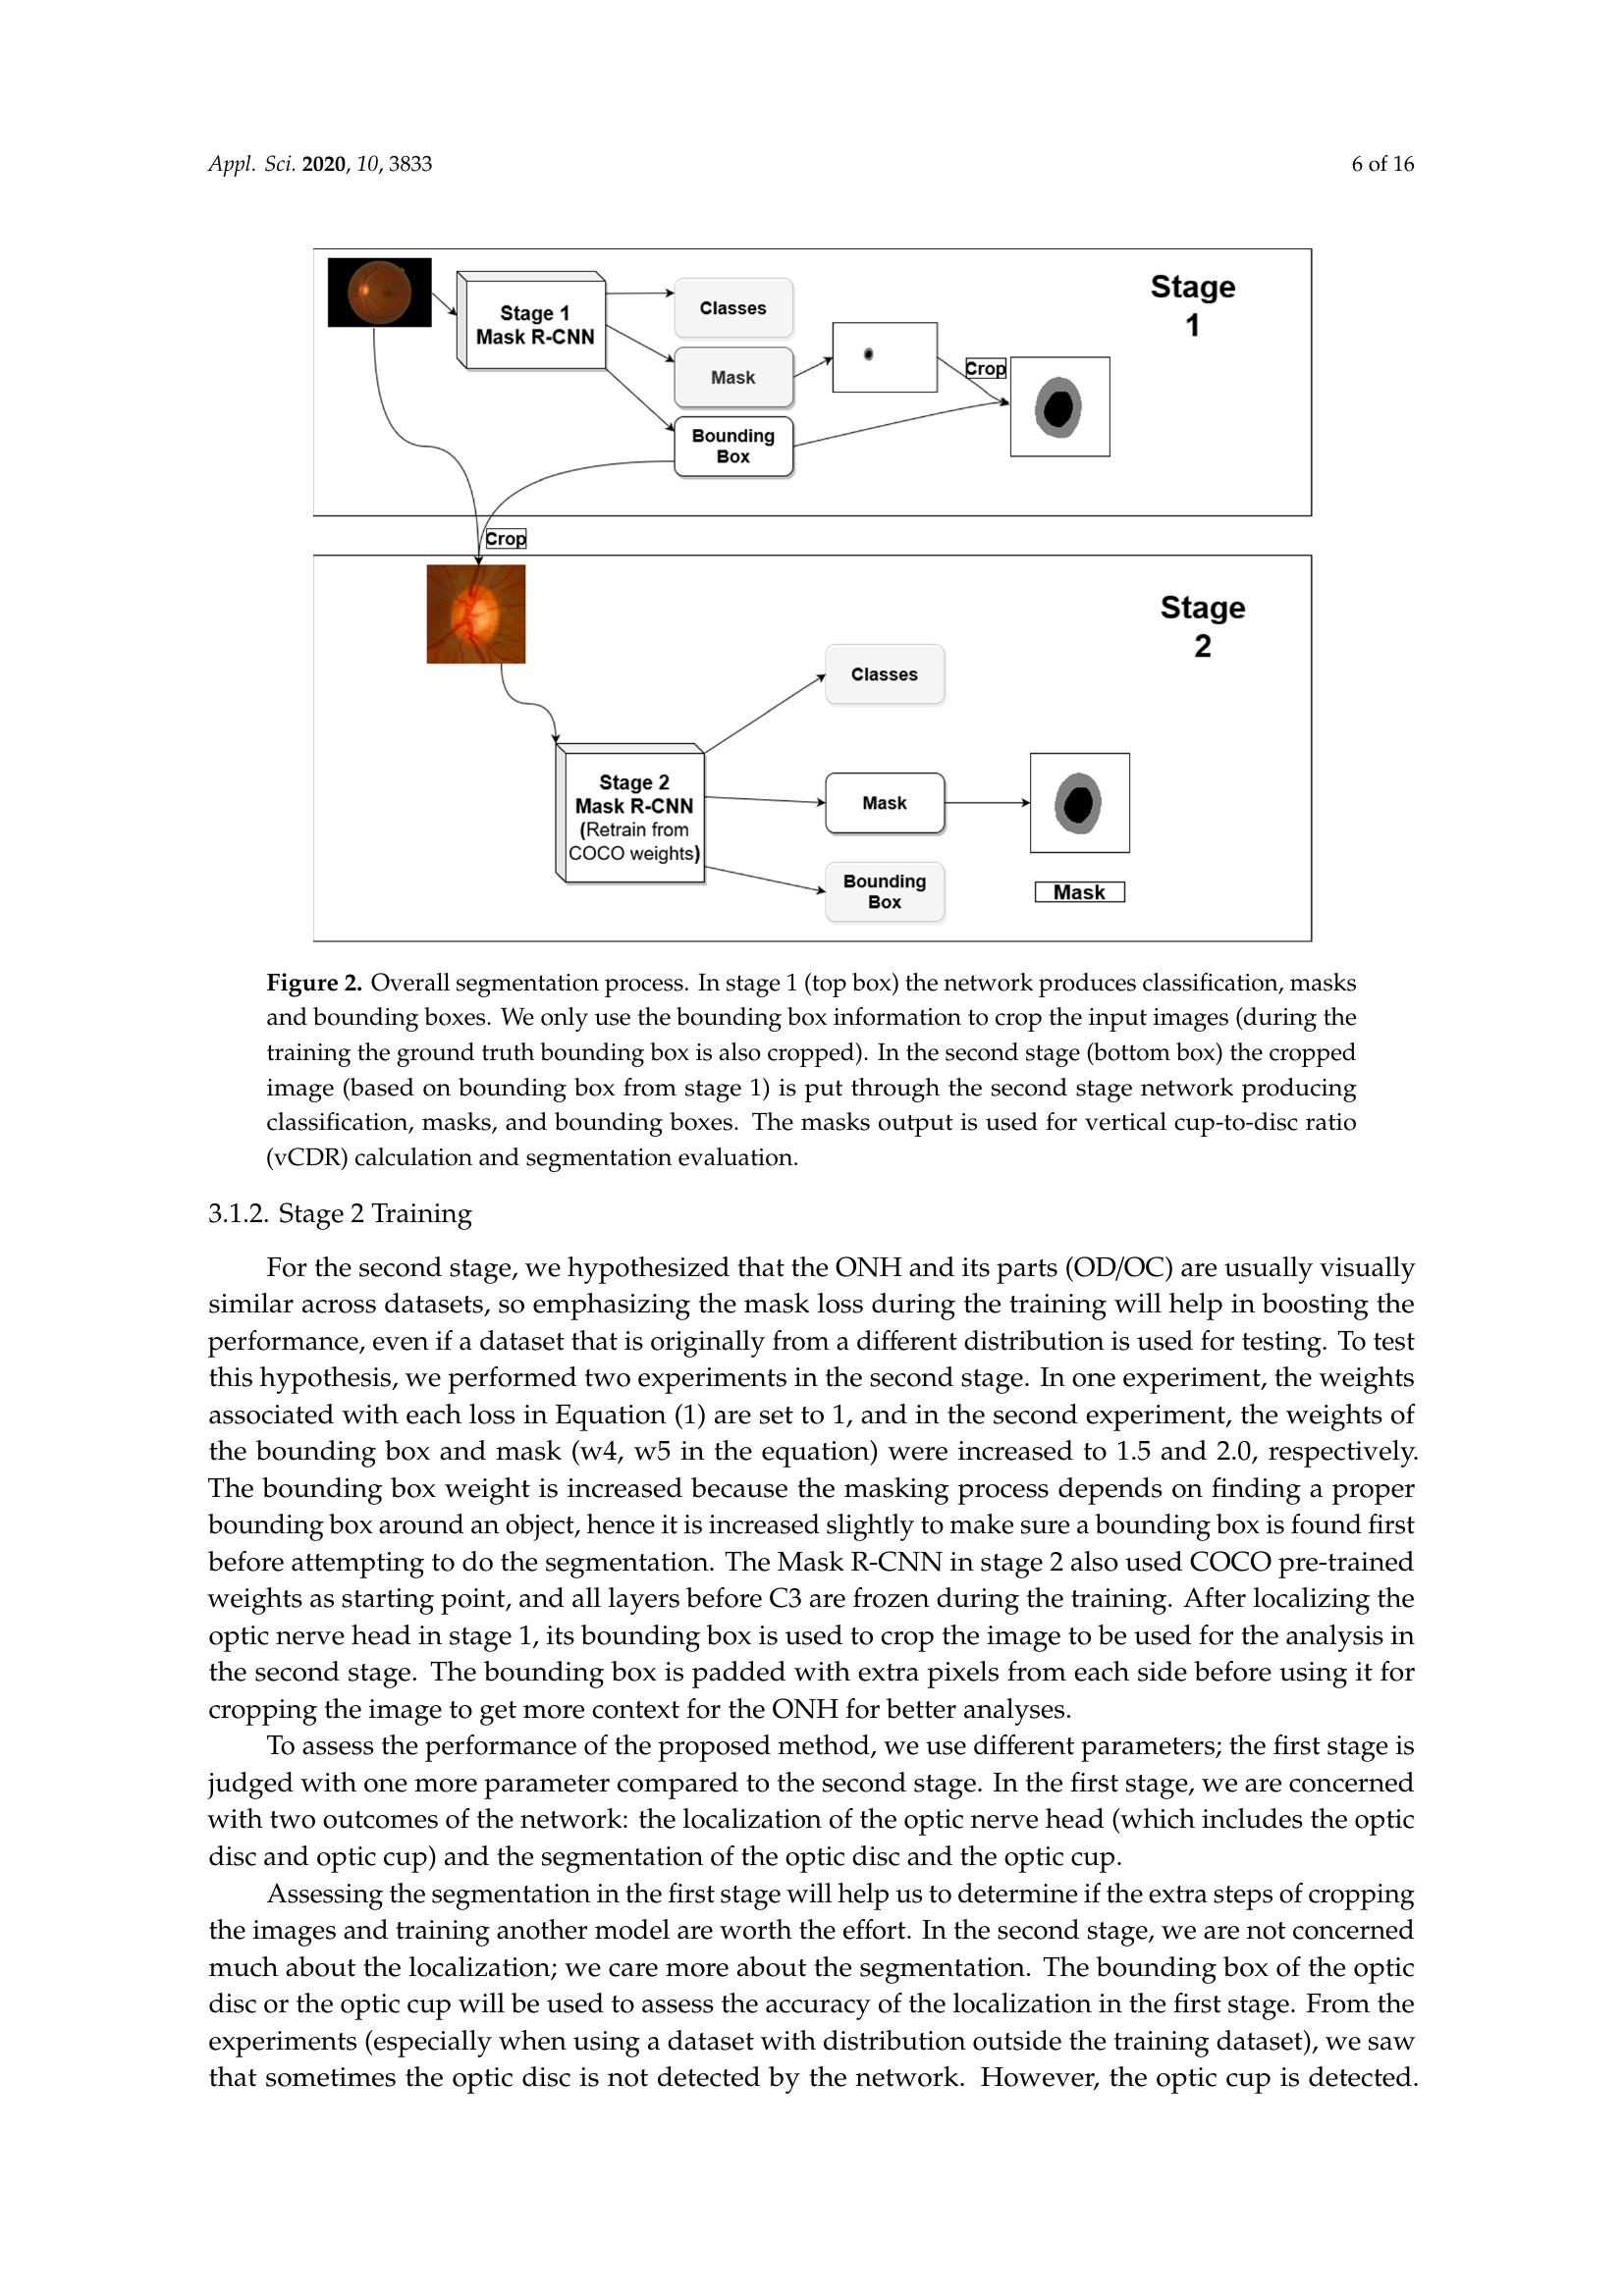 Appl. Sci. 2020, 10, 3833
6 of 16
Stage
1
Stage 1
Mask R-CNN
Classes
Mask
Bounding
Box
Crop
Crop
Stage
2
Classes
Stage 2
Mask R-CNN
(Retrain from
COCO weights)
Mask
Bounding
Box
Mask
Figure 2. Overall segmentation process. In stage 1 (top box) the network produces classification, masks
and bounding boxes. We only use the bounding box information to crop the input images (during the
training the ground truth bounding box is also cropped). In the second stage (bottom box) the cropped
image (based on bounding box from stage 1) is put through the second stage network producing
classification, masks, and bounding boxes. The masks output is used for vertical cup-to-disc ratio
(vCDR) calculation and segmentation evaluation.
3.1.2. Stage 2 Training
For the second stage, we hypothesized that the ONH and its parts (OD/OC) are usually visually
similar across datasets, so emphasizing the mask loss during the training will help in boosting the
performance, even if a dataset that is originally from a different distribution is used for testing. To test
this hypothesis, we performed two experiments in the second stage. In one experiment, the weights
associated with each loss in Equation (1) are set to 1, and in the second experiment, the weights of
the bounding box and mask (w4, w5 in the equation) were increased to 1.5 and 2.0, respectively.
The bounding box weight is increased because the masking process depends on finding a proper
bounding box around an object, hence it is increased slightly to make sure a bounding box is found first
before attempting to do the segmentation. The Mask R-CNN in stage 2 also used COCO pre-trained
weights as starting point, and all layers before C3 are frozen during the training. After localizing the
optic nerve head in stage 1, its bounding box is used to crop the image to be used for the analysis in
the second stage. The bounding box is padded with extra pixels from each side before using it for
cropping the image to get more context for the ONH for better analyses.
To assess the performance of the proposed method, we use different parameters; the first stage is
judged with one more parameter compared to the second stage. In the first stage, we are concerned
with two outcomes of the network: the localization of the optic nerve head (which includes the optic
disc and optic cup) and the segmentation of the optic disc and the optic cup.
Assessing the segmentation in the first stage will help us to determine if the extra steps of cropping
the images and training another model are worth the effort. In the second stage, we are not concerned
much about the localization; we care more about the segmentation. The bounding box of the optic
disc or the optic cup will be used to assess the accuracy of the localization in the first stage. From the
experiments (especially when using a dataset with distribution outside the training dataset), we saw
that sometimes the optic disc is not detected by the network. However, the optic cup is detected.